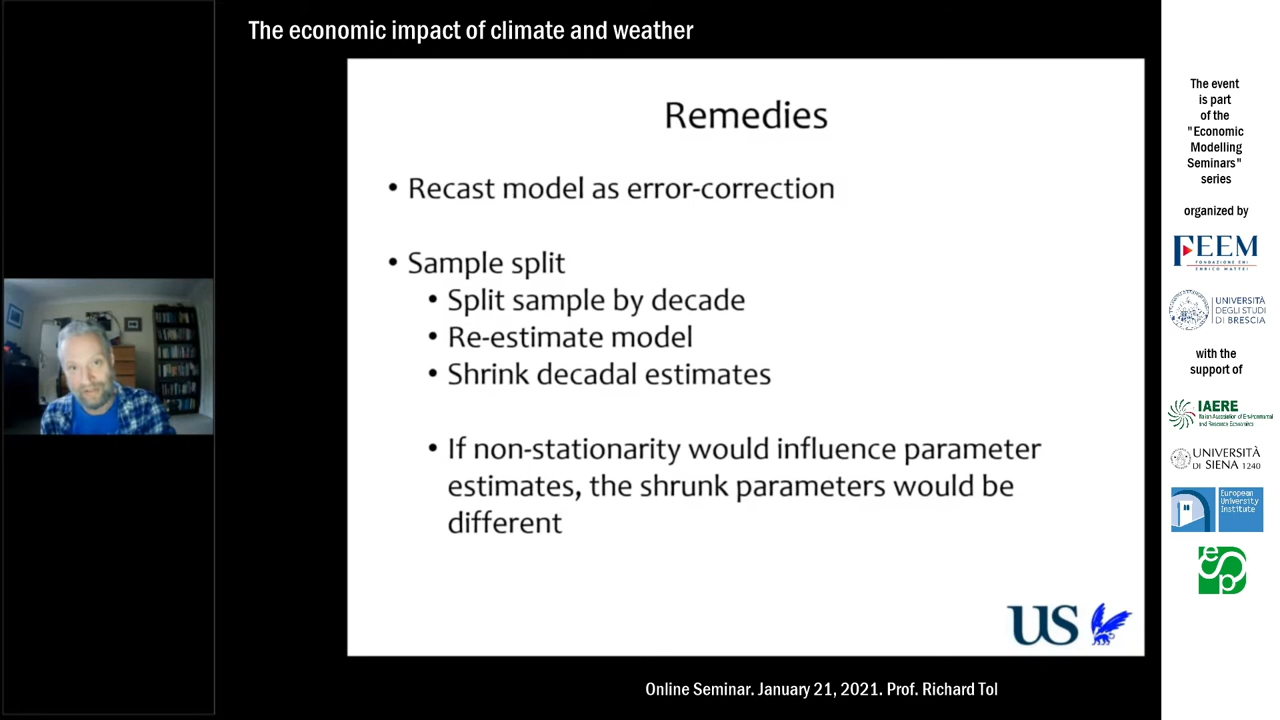 The economic impact of climate and weather
Remedies
• Recast model as error-correction
• Sample split
• Split sample by decade
• Re-estimate model
• Shrink decadal estimates
• If non-stationarity would influence parameter
estimates, the shrunk parameters would be
different
US
Online Seminar. January 21, 2021. Prof. Richard Tol
The event
is part
of the
"Economic
Modelling
Seminars"
series
organized by
FEEM
FONDAZIONE ENI
ENRICO MATTEI
UNIVERSITÀ
DEGLI STUDI
DI BRESCIA
with the
support of
IAERE
Italian Association of Environmental
and Resource Economists
UNIVERSITÀ
DI SIENA 1240
European
University
Institute
esp